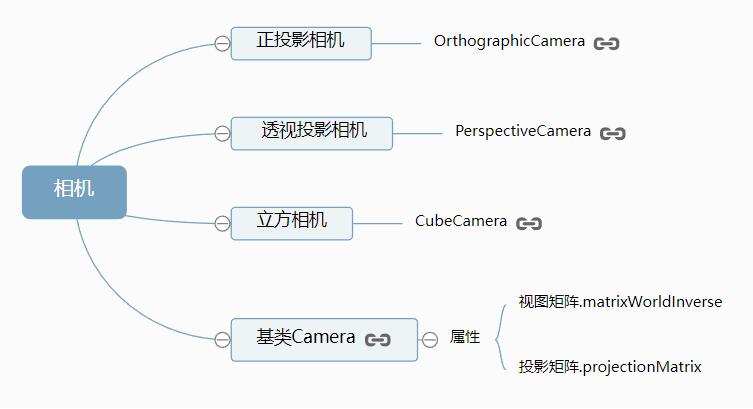 正投影相机
OrthographicCamera
透视投影相机
PerspectiveCamera
相机
立方相机
CubeCamera
基类Camera
属性
视图矩阵.matrixWorldInverse
投影矩阵.projectionMatrix